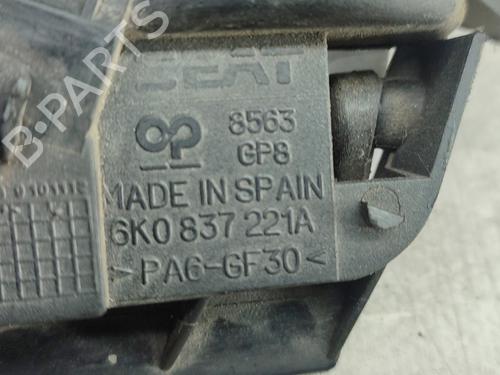 B-PARTS
SEAT
8563
GP8
MADE IN SPAIN
6K0 837 221A
>PA6-GF30<